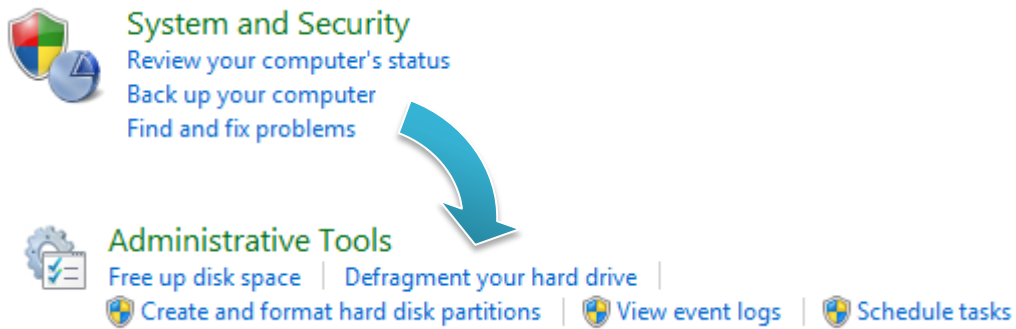 System and Security
Review your computer's status
Back up your computer
Find and fix problems
Administrative Tools
Free up disk space | Defragment your hard drive |
Create and format hard disk partitions | View event logs | Schedule tasks